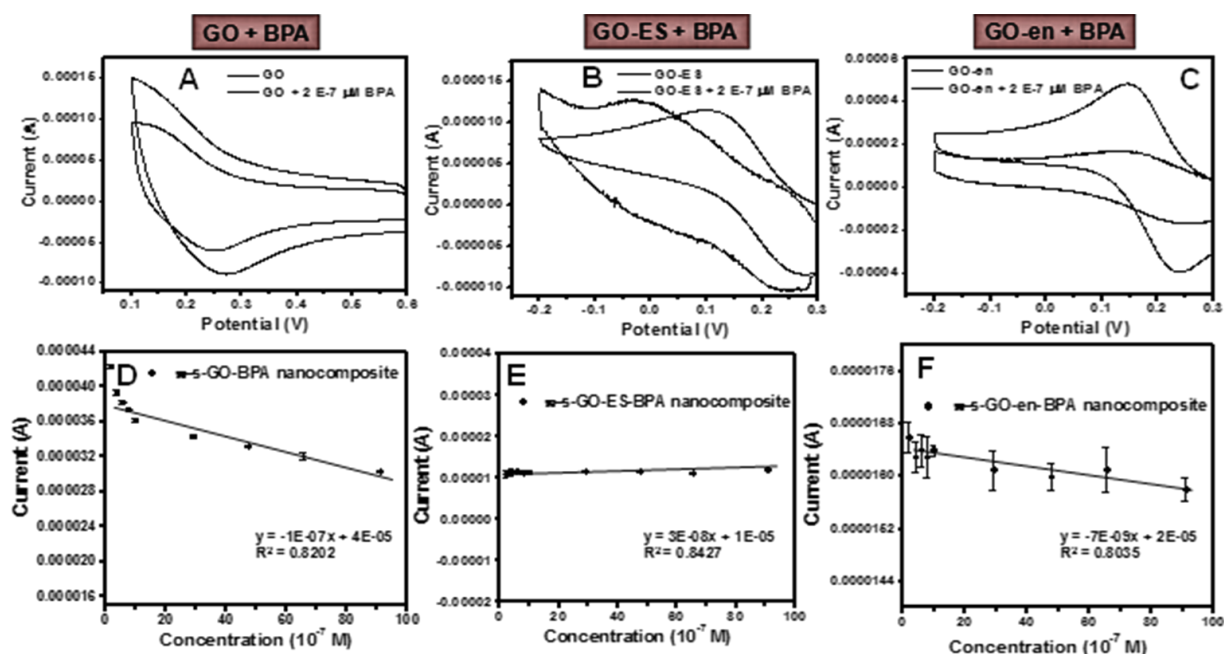 GO + BPA
GO-ES + BPA
GO-en + BPA
A
GO
GO + 2 E-7 µM BPA
0.00015
0.00010
0.00005
0.00000
-0.00005
-0.00010
Current (A)
0.1 0.2 0.3 0.4 0.5 0.6
Potential (V)
B
GO-ES
GO-ES + 2 E-7 µM BPA
0.000015
0.000010
0.000005
0.000000
-0.000005
-0.000010
Current (A)
-0.2 -0.1 0.0 0.1 0.2 0.3
Potential (V)
C
GO-en
GO-en + 2 E-7 µM BPA
0.00006
0.00004
0.00002
0.00000
-0.00002
-0.00004
Current (A)
-0.2 -0.1 0.0 0.1 0.2 0.3
Potential (V)
D
s-GO-BPA nanocomposite
0.000044
0.000040
0.000036
0.000032
0.000028
0.000024
0.000020
0.000016
Current (A)
y = -1E-07x + 4E-05
R² = 0.8202
0 20 40 60 80 100
Concentration (10⁻⁷ M)
E
s-GO-ES-BPA nanocomposite
0.00004
0.00003
0.00002
0.00001
0.00000
-0.00001
-0.00002
Current (A)
y = 3E-08x + 1E-05
R² = 0.8427
0 20 40 60 80 100
Concentration (10⁻⁷ M)
F
s-GO-en-BPA nanocomposite
0.0000176
0.0000168
0.0000160
0.0000152
0.0000144
Current (A)
y = -7E-09x + 2E-05
R² = 0.8035
0 20 40 60 80 100
Concentration (10⁻⁷ M)